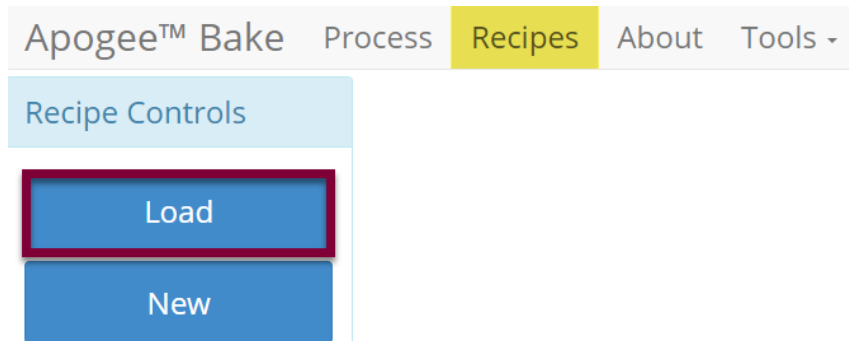 Apogee™ Bake Process Recipes About Tools
Recipe Controls
Load
New